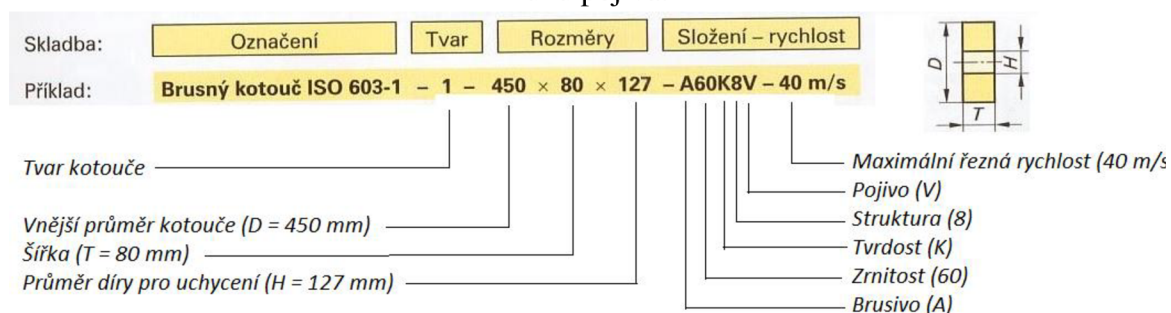 Skladba: Označení Tvar Rozměry Složení – rychlost
Příklad: Brusný kotouč ISO 603-1 – 1 – 450 × 80 × 127 – A60K8V – 40 m/s
D
H
T
Tvar kotouče
Vnější průměr kotouče (D = 450 mm)
Šířka (T = 80 mm)
Průměr díry pro uchycení (H = 127 mm)
Maximální řezná rychlost (40 m/s
Pojivo (V)
Struktura (8)
Tvrdost (K)
Zrnitost (60)
Brusivo (A)